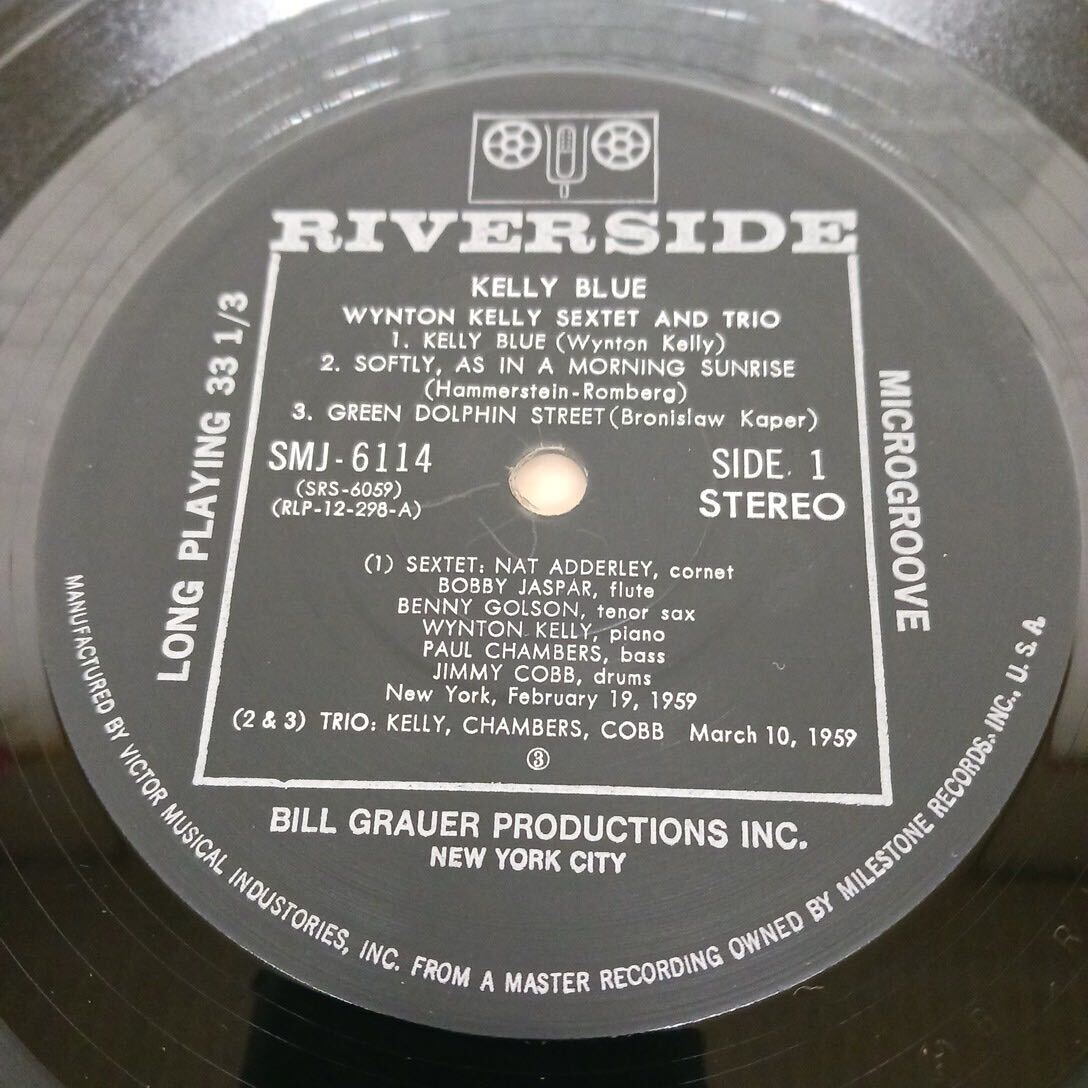 RIVERSIDE
KELLY BLUE
WYNTON KELLY SEXTET AND TRIO
1. KELLY BLUE (Wynton Kelly)
2. SOFTLY, AS IN A MORNING SUNRISE
(Hammerstein-Romberg)
3. GREEN DOLPHIN STREET (Bronislaw Kaper)
SMJ-6114
(SRS-6059)
(RLP-12-298-A)
SIDE. 1
STEREO
LONG PLAYING 33 1/3
MICROGROOVE
(1) SEXTET: NAT ADDERLEY, cornet
BOBBY JASPAR, flute
BENNY GOLSON, tenor sax
WYNTON KELLY, piano
PAUL CHAMBERS, bass
JIMMY COBB, drums
New York, February 19, 1959
(2 & 3) TRIO: KELLY, CHAMBERS, COBB March 10, 1959
③
BILL GRAUER PRODUCTIONS INC.
NEW YORK CITY
MANUFACTURED BY VICTOR MUSICAL INDUSTORIES, INC. FROM A MASTER RECORDING OWNED BY MILESTONE RECORDS, INC., U. S. A.